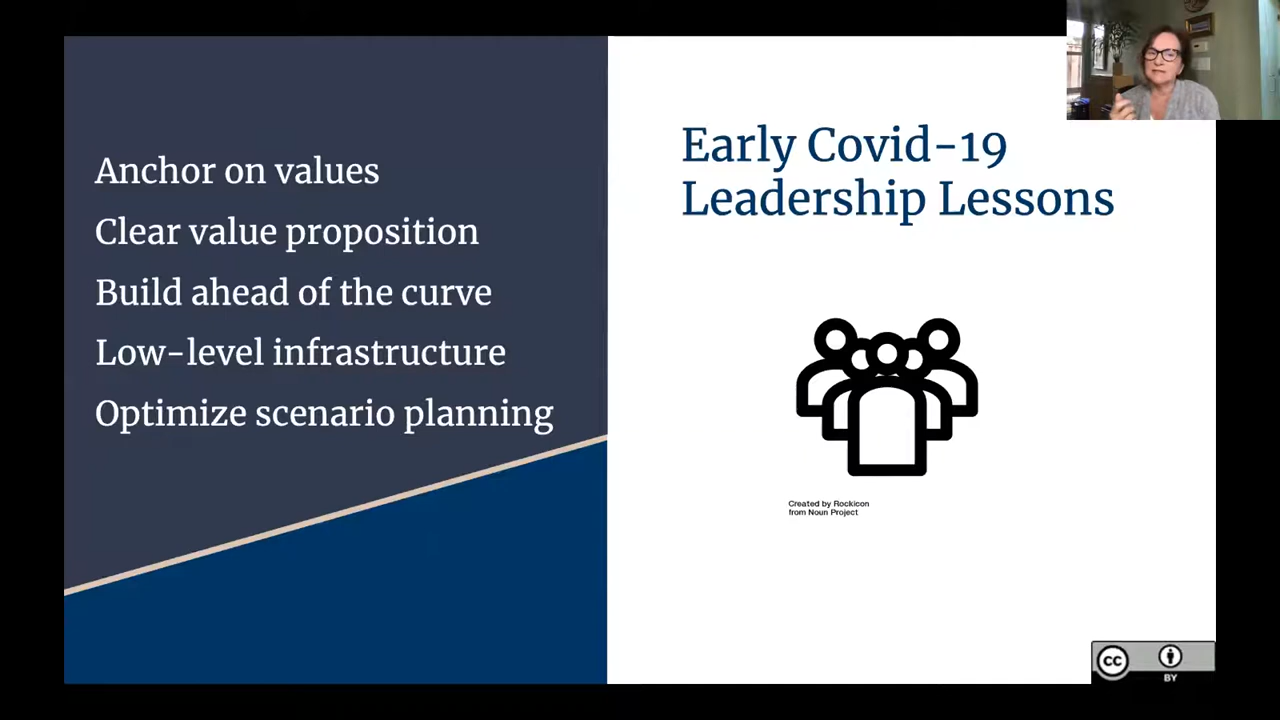 Anchor on values
Clear value proposition
Build ahead of the curve
Low-level infrastructure
Optimize scenario planning
Early Covid-19
Leadership Lessons
Created by Rockicon
from Noun Project
cc
BY